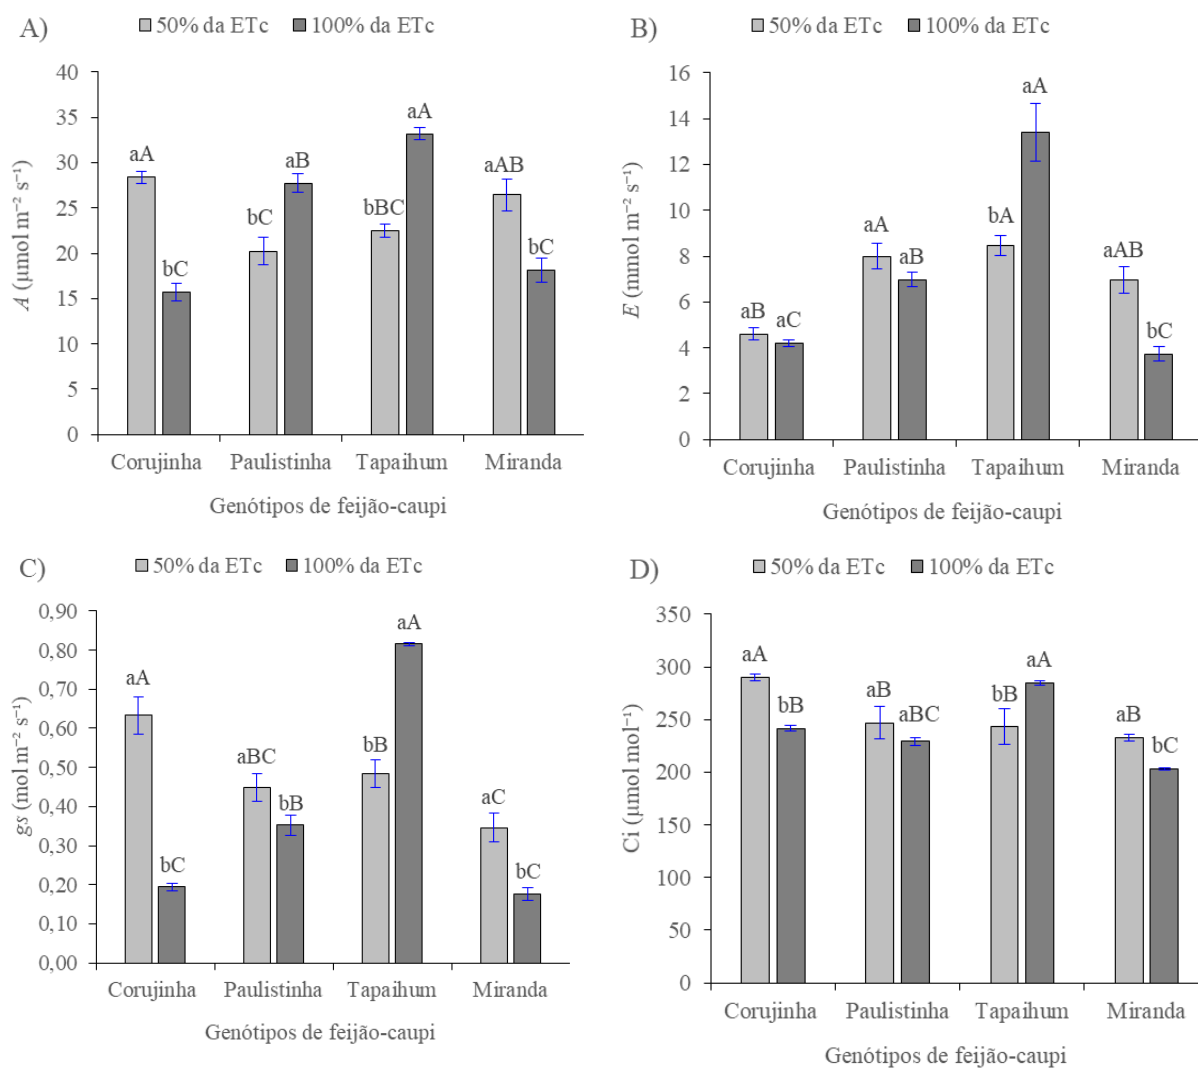 A)
50% da ETc 100% da ETc
40
35
30
25
20
15
10
5
0
A (µmol m⁻² s⁻¹)
aA
bC
bC
aB
bBC
aA
aAB
bC
Corujinha Paulistinha Tapaihum Miranda
Genótipos de feijão-caupi
B)
50% da ETc 100% da ETc
16
14
12
10
8
6
4
2
0
E (mmol m⁻² s⁻¹)
aB
aC
aA
aB
bA
aA
aAB
bC
Corujinha Paulistinha Tapaihum Miranda
Genótipos de feijão-caupi
C)
50% da ETc 100% da ETc
0,90
0,80
0,70
0,60
0,50
0,40
0,30
0,20
0,10
0,00
gs (mol m⁻² s⁻¹)
aA
bC
aBC
bB
bB
aA
aC
bC
Corujinha Paulistinha Tapaihum Miranda
Genótipos de feijão-caupi
D)
50% da ETc 100% da ETc
350
300
250
200
150
100
50
0
Ci (µmol mol⁻¹)
aA
bB
aB
aBC
bB
aA
aB
bC
Corujinha Paulistinha Tapaihum Miranda
Genótipos de feijão-caupi